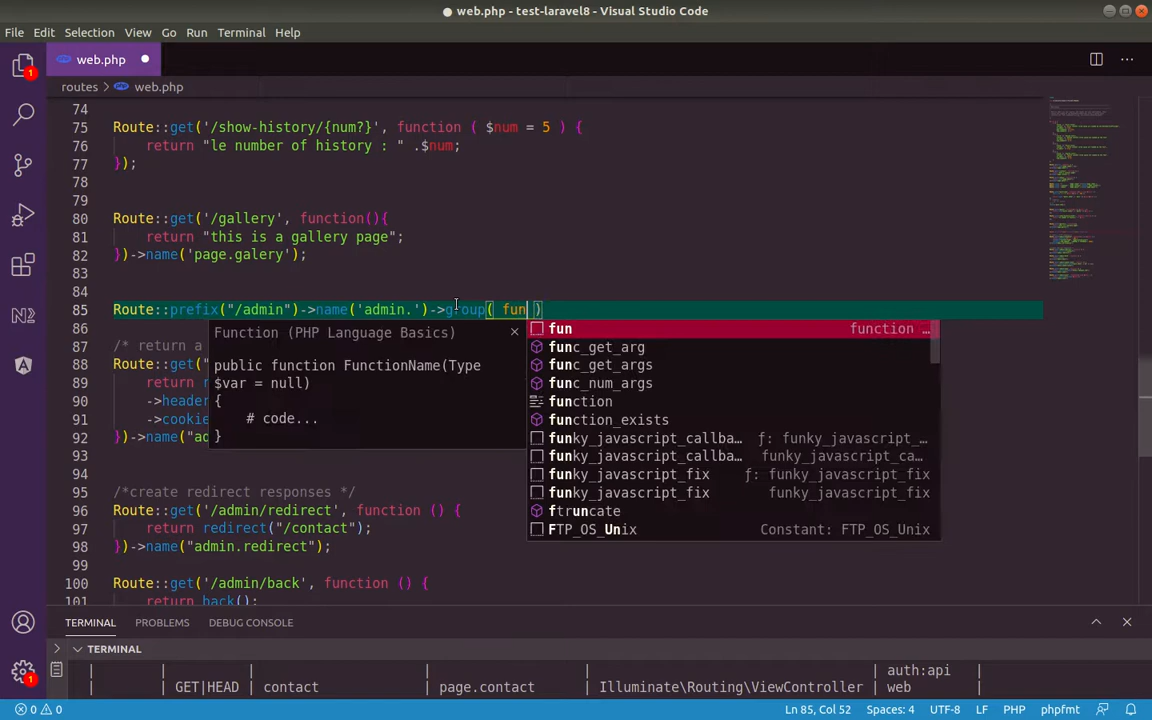 web.php - test-laravel8 - Visual Studio Code
File Edit Selection View Go Run Terminal Help
1
web.php
routes > web.php
74
75 Route::get('/show-history/{num?}', function ( $num = 5 ) {
76 return "le number of history : " .$num;
77 });
78
79
80 Route::get('/gallery', function(){
81 return "this is a gallery page";
82 })->name('page.galery');
83
84
85 Route::prefix("/admin")->name('admin.')->group( fun )
86
87 /* return a
88 Route::get("
89 return r
90 ->header
91 ->cookie
92 })->name("ad
93
94
95 /*create redirect responses */
96 Route::get('/admin/redirect', function () {
97 return redirect("/contact");
98 })->name("admin.redirect");
99
100 Route::get('/admin/back', function () {
101 return back();
Function (PHP Language Basics)
public function FunctionName(Type
$var = null)
{
# code...
}
fun function …
func_get_arg
func_get_args
func_num_args
function
function_exists
funky_javascript_callba… ƒ: funky_javascript_…
funky_javascript_callba… funky_javascript_ca…
funky_javascript_fix ƒ: funky_javascript_fix
funky_javascript_fix funky_javascript_fix
ftruncate
FTP_OS_Unix Constant: FTP_OS_Unix
TERMINAL PROBLEMS DEBUG CONSOLE
TERMINAL
| | | | | | auth:api |
| | GET|HEAD | contact | page.contact | Illuminate\Routing\ViewController | web |
1
0 0 Ln 85, Col 52 Spaces: 4 UTF-8 LF PHP phpfmt